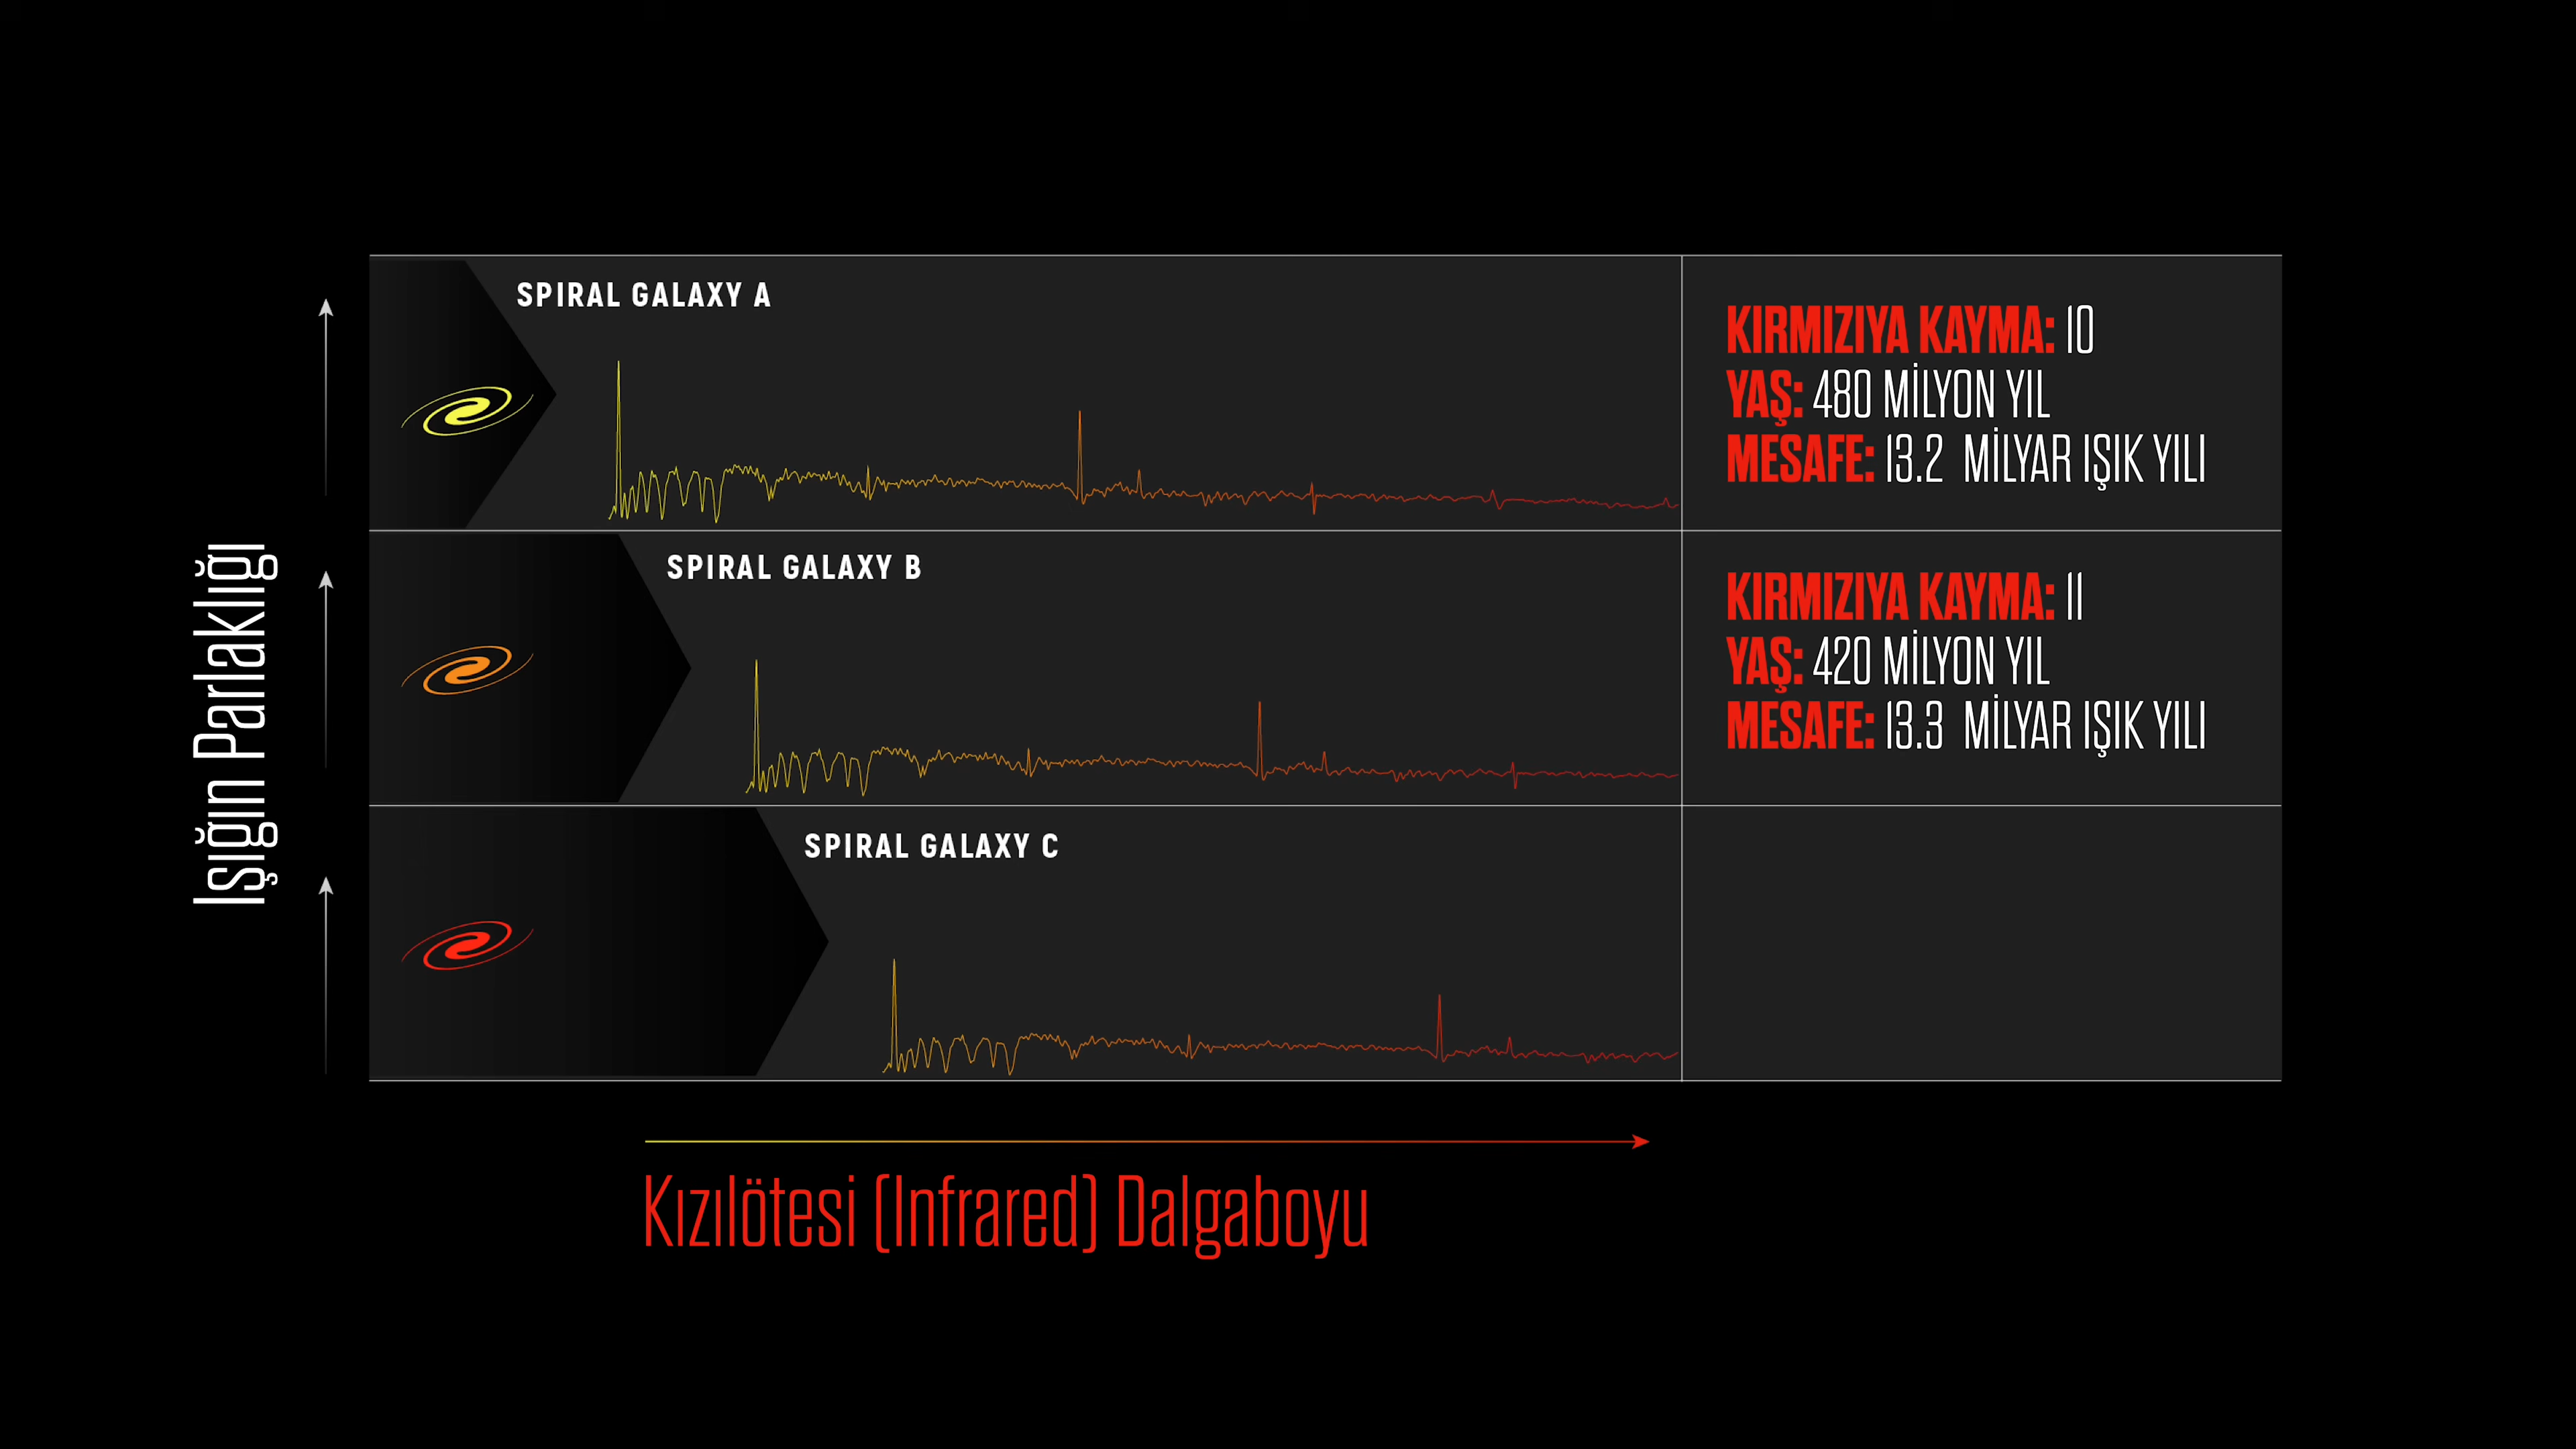 SPIRAL GALAXY A
KIRMIZIYA KAYMA: 10
YAŞ: 480 MİLYON YIL
MESAFE: 13.2 MİLYAR IŞIK YILI
SPIRAL GALAXY B
KIRMIZIYA KAYMA: 11
YAŞ: 420 MİLYON YIL
MESAFE: 13.3 MİLYAR IŞIK YILI
SPIRAL GALAXY C
Işığın Parlaklığı
Kızılötesi (Infrared) Dalgaboyu